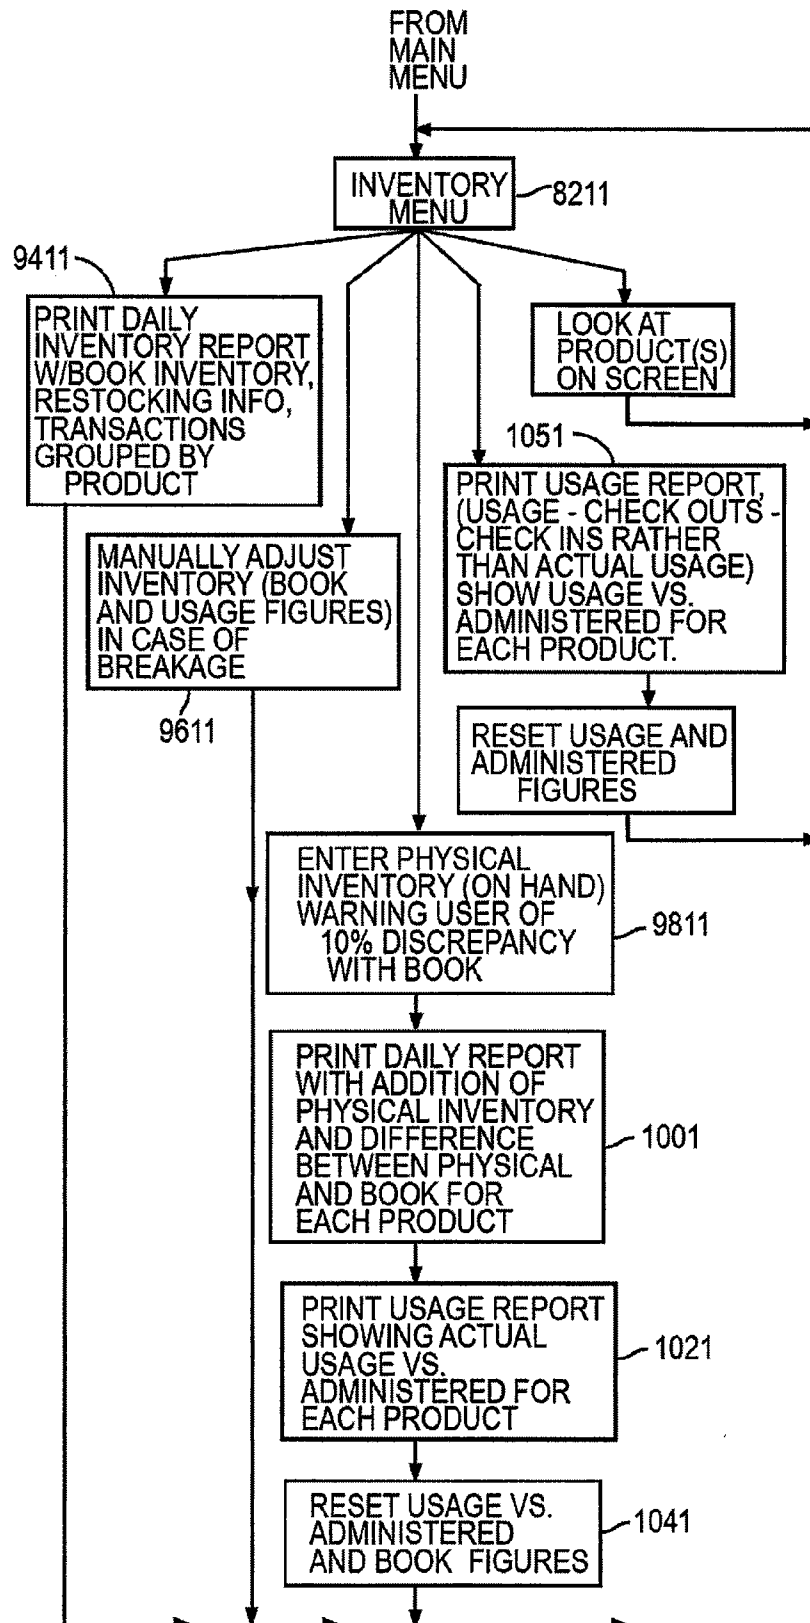 FROM
MAIN
MENU
INVENTORY
MENU
8211
9411
PRINT DAILY
INVENTORY REPORT
W/BOOK INVENTORY,
RESTOCKING INFO,
TRANSACTIONS
GROUPED BY
PRODUCT
LOOK AT
PRODUCT(S)
ON SCREEN
1051
PRINT USAGE REPORT,
(USAGE - CHECK OUTS -
CHECK INS RATHER
THAN ACTUAL USAGE)
SHOW USAGE VS.
ADMINISTERED FOR
EACH PRODUCT.
MANUALLY ADJUST
INVENTORY (BOOK
AND USAGE FIGURES)
IN CASE OF
BREAKAGE
9611
RESET USAGE AND
ADMINISTERED
FIGURES
ENTER PHYSICAL
INVENTORY (ON HAND)
WARNING USER OF
10% DISCREPANCY
WITH BOOK
9811
PRINT DAILY REPORT
WITH ADDITION OF
PHYSICAL INVENTORY
AND DIFFERENCE
BETWEEN PHYSICAL
AND BOOK FOR
EACH PRODUCT
1001
PRINT USAGE REPORT
SHOWING ACTUAL
USAGE VS.
ADMINISTERED FOR
EACH PRODUCT
1021
RESET USAGE VS.
ADMINISTERED
AND BOOK FIGURES
1041